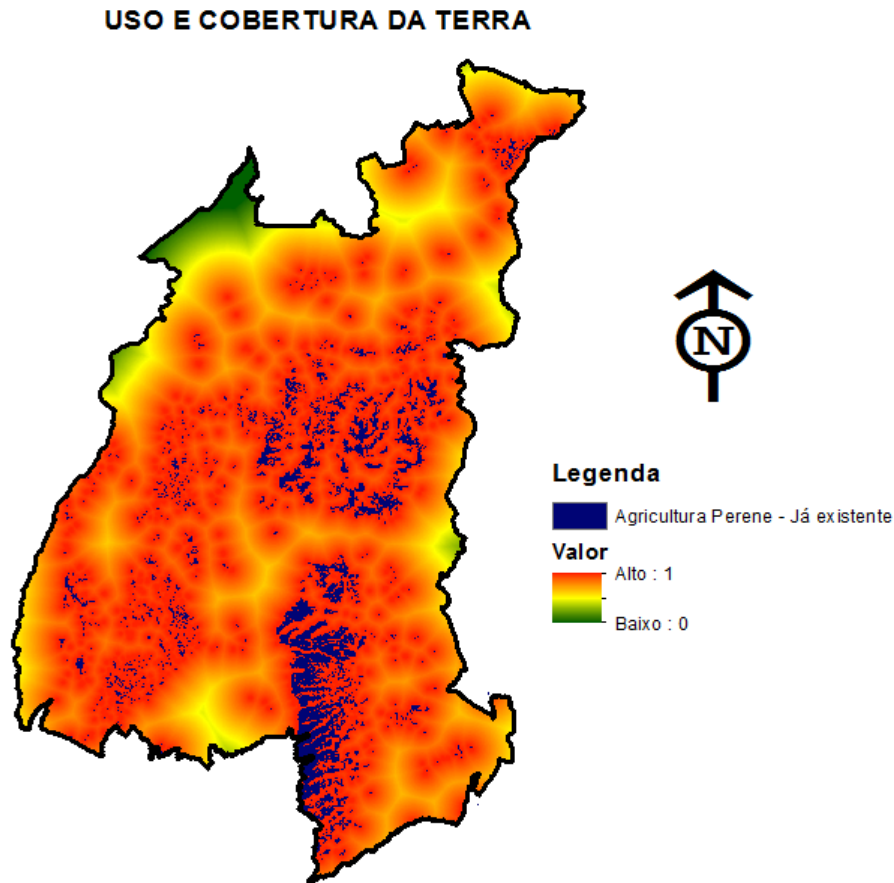 USO E COBERTURA DA TERRA
N
Legenda
Agricultura Perene - Já existente
Valor
Alto : 1
Baixo : 0